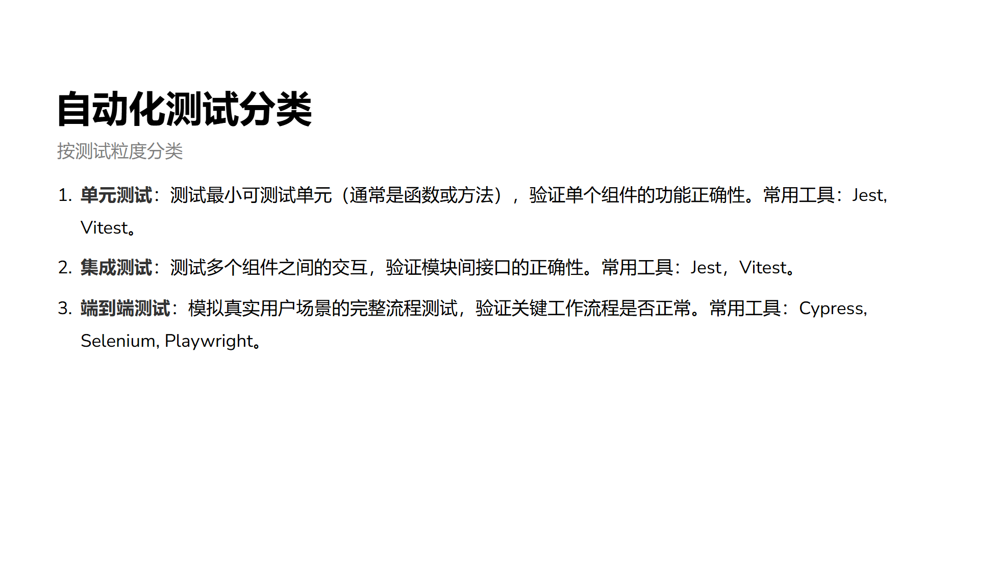 自动化测试分类
按测试粒度分类
1. 单元测试：测试最小可测试单元（通常是函数或方法），验证单个组件的功能正确性。常用工具：Jest,
Vitest。
2. 集成测试：测试多个组件之间的交互，验证模块间接口的正确性。常用工具：Jest，Vitest。
3. 端到端测试：模拟真实用户场景的完整流程测试，验证关键工作流程是否正常。常用工具：Cypress,
Selenium, Playwright。